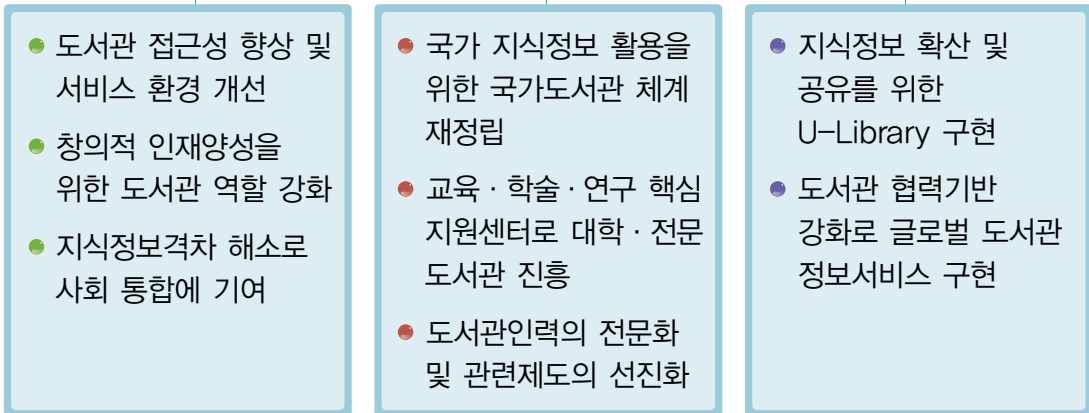 도서관 접근성 향상 및
서비스 환경 개선
창의적 인재양성을
위한 도서관 역할 강화
지식정보격차 해소로
사회 통합에 기여
국가 지식정보 활용을
위한 국가도서관 체계
재정립
교육·학술·연구 핵심
지원센터로 대학·전문
도서관 진흥
도서관인력의 전문화
및 관련제도의 선진화
지식정보 확산 및
공유를 위한
U-Library 구현
도서관 협력기반
강화로 글로벌 도서관
정보서비스 구현